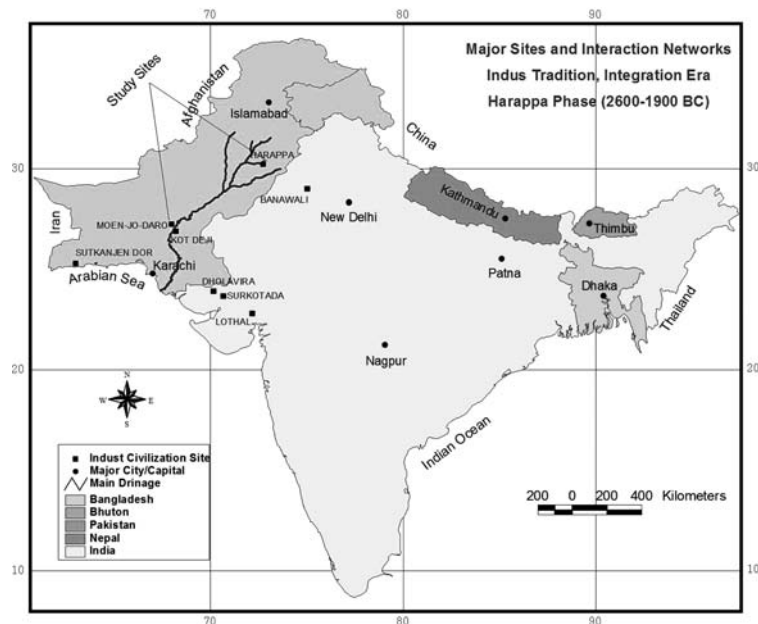 70
80
90
Major Sites and Interaction Networks
Indus Tradition, Integration Era
Harappa Phase (2600-1900 BC)
Study Sites
Afghanistan
Islamabad
China
HARAPPA
30
30
BANAWALI
New Delhi
Kathmandu
Thimbu
Iran
MOEN-JO-DARO
KOT DEJI
SUTKANJEN DOR
Karachi
Arabian Sea
Patna
DHOLAVIRA
SURKOTADA
Dhaka
LOTHAL
Thailand
Nagpur
20
20
N
W
E
S
Indian Ocean
Indust Civilization Site
Major City/Capital
Main Drinage
Bangladesh
Bhuton
Pakistan
Nepal
India
200 0 200 400 Kilometers
10
10
70
80
90